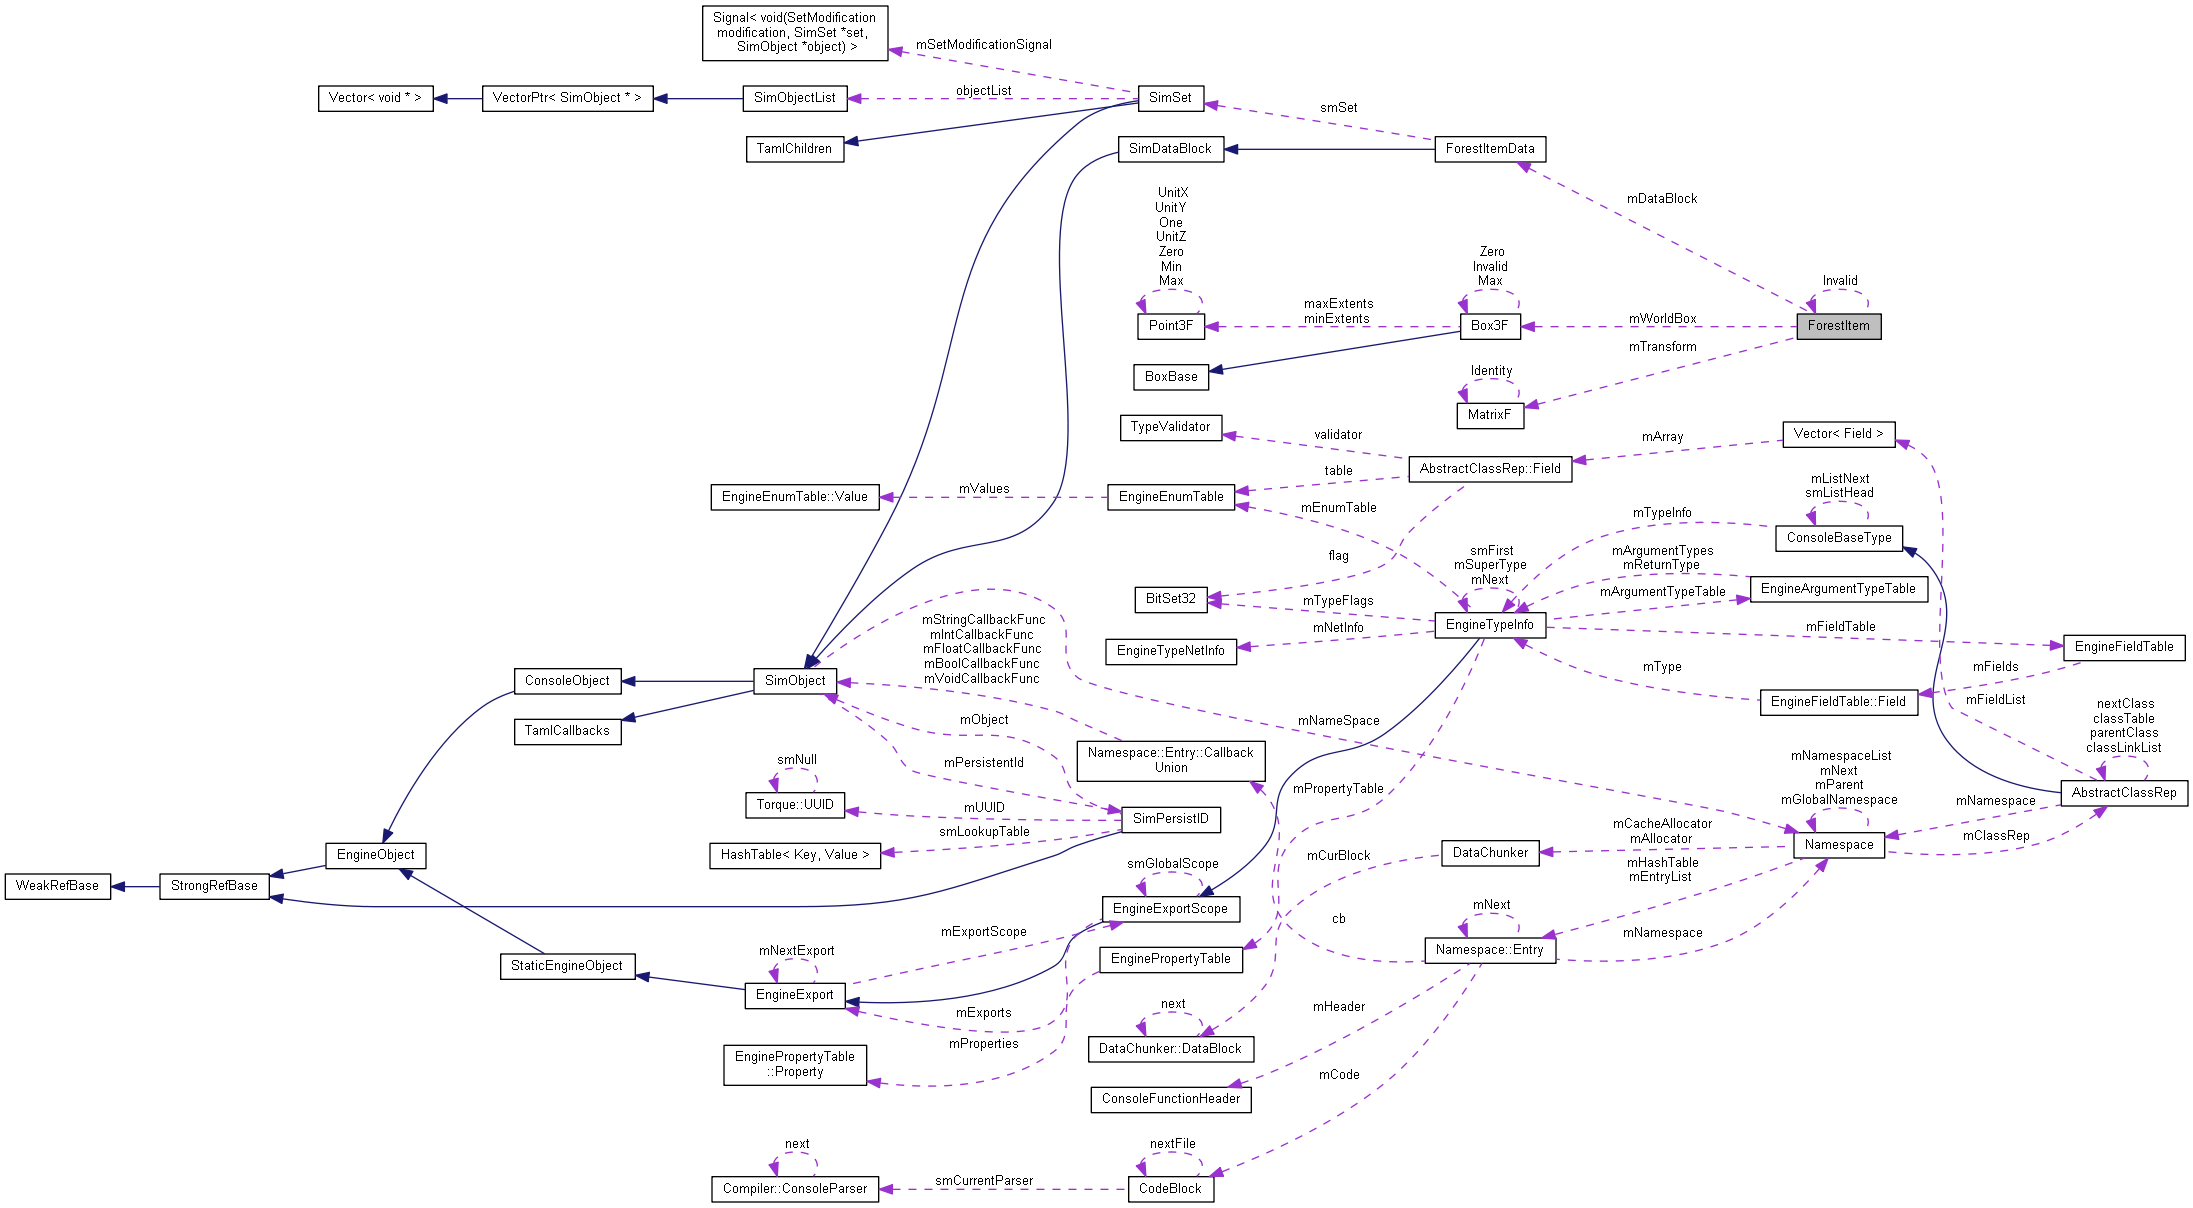 Signal< void(SetModification
modification, SimSet *set,
SimObject *object) >
mSetModificationSignal
Vector< void * >
VectorPtr< SimObject * >
SimObjectList
objectList
SimSet
smSet
TamlChildren
SimDataBlock
ForestItemData
mDataBlock
UnitX
UnitY
One
UnitZ
Zero
Min
Max
Point3F
maxExtents
minExtents
Zero
Invalid
Max
Box3F
mWorldBox
Invalid
ForestItem
mTransform
BoxBase
Identity
MatrixF
TypeValidator
validator
AbstractClassRep::Field
mArray
Vector< Field >
EngineEnumTable::Value
mValues
EngineEnumTable
table
mEnumTable
mListNext
smListHead
ConsoleBaseType
mTypeInfo
flag
BitSet32
mTypeFlags
smFirst
mSuperType
mNext
EngineTypeInfo
mArgumentTypes
mReturnType
EngineArgumentTypeTable
mArgumentTypeTable
EngineTypeNetInfo
mNetInfo
mFieldTable
EngineFieldTable
mFields
mType
EngineFieldTable::Field
mFieldList
mStringCallbackFunc
mIntCallbackFunc
mFloatCallbackFunc
mBoolCallbackFunc
mVoidCallbackFunc
ConsoleObject
SimObject
TamlCallbacks
mObject
mNameSpace
Namespace::Entry::Callback
Union
mPersistentId
smNull
Torque::UUID
mUUID
SimPersistID
smLookupTable
HashTable< Key, Value >
mPropertyTable
nextClass
classTable
parentClass
classLinkList
AbstractClassRep
mNamespaceList
mNext
mParent
mGlobalNamespace
Namespace
mNamespace
mClassRep
mCacheAllocator
mAllocator
DataChunker
mHashTable
mEntryList
mCurBlock
EngineObject
WeakRefBase
StrongRefBase
smGlobalScope
EngineExportScope
mExportScope
cb
mNext
Namespace::Entry
mNamespace
StaticEngineObject
mNextExport
EngineExport
EnginePropertyTable
mExports
mProperties
EnginePropertyTable
::Property
next
DataChunker::DataBlock
mHeader
ConsoleFunctionHeader
mCode
nextFile
CodeBlock
smCurrentParser
next
Compiler::ConsoleParser